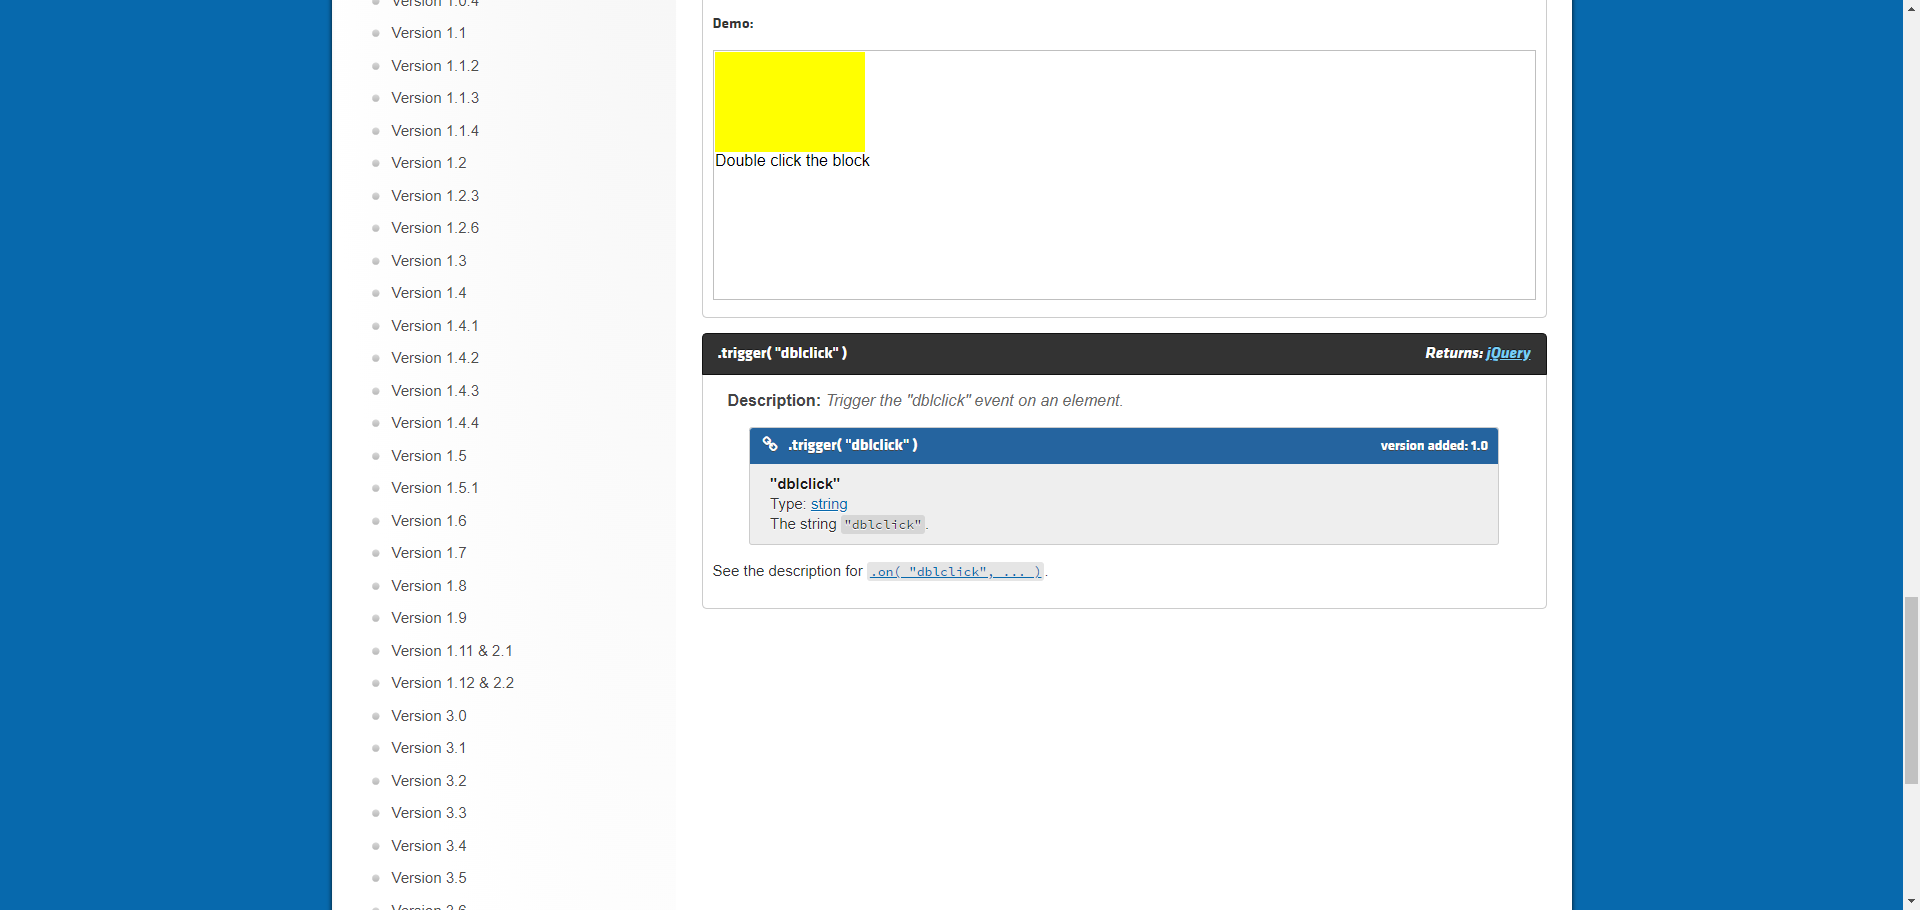 Version 1.0.4
Version 1.1
Version 1.1.2
Version 1.1.3
Version 1.1.4
Version 1.2
Version 1.2.3
Version 1.2.6
Version 1.3
Version 1.4
Version 1.4.1
Version 1.4.2
Version 1.4.3
Version 1.4.4
Version 1.5
Version 1.5.1
Version 1.6
Version 1.7
Version 1.8
Version 1.9
Version 1.11 & 2.1
Version 1.12 & 2.2
Version 3.0
Version 3.1
Version 3.2
Version 3.3
Version 3.4
Version 3.5
Version 3.6
Demo:
Double click the block
.trigger( "dblclick" ) Returns: jQuery
Description: Trigger the "dblclick" event on an element.
.trigger( "dblclick" ) version added: 1.0
"dblclick"
Type: string
The string "dblclick".
See the description for .on( "dblclick", ... ).